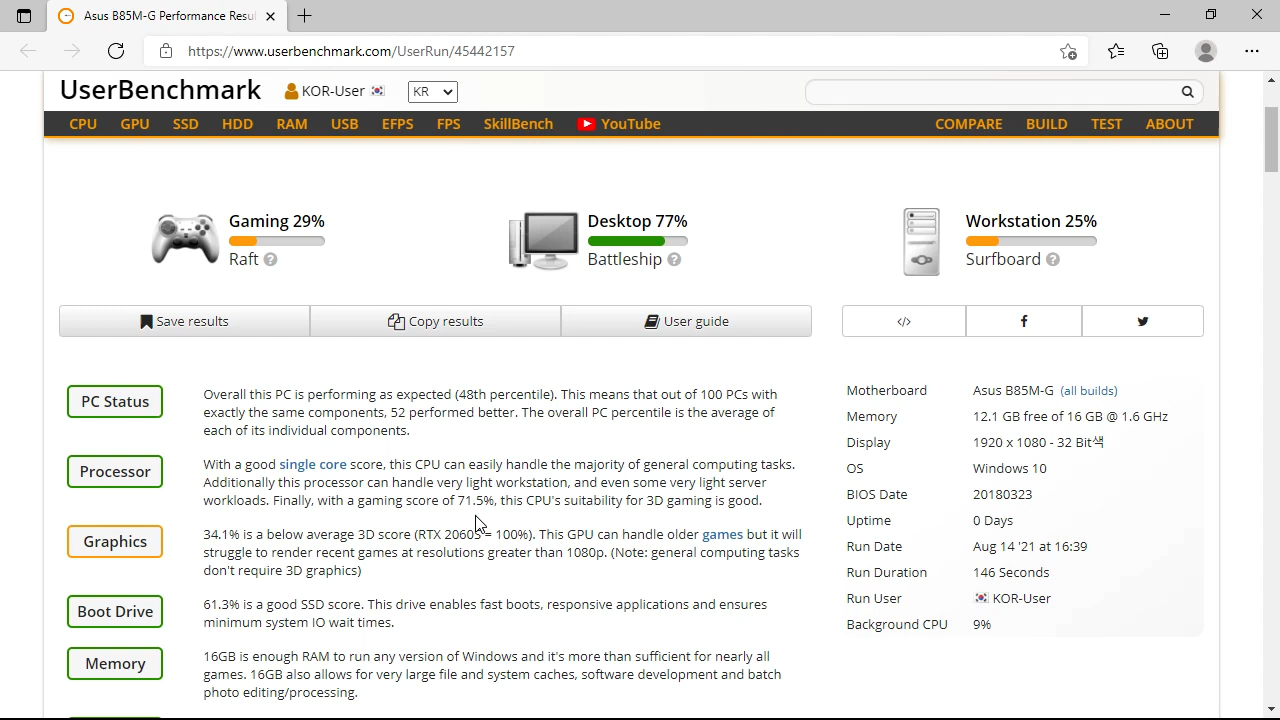 Asus B85M-G Performance Resu
https://www.userbenchmark.com/UserRun/45442157
UserBenchmark KOR-User KR
CPU GPU SSD HDD RAM USB EFPS FPS SkillBench YouTube COMPARE BUILD TEST ABOUT
Gaming 29%
Raft ?
Desktop 77%
Battleship ?
Workstation 25%
Surfboard ?
Save results Copy results User guide </> f
PC Status
Overall this PC is performing as expected (48th percentile). This means that out of 100 PCs with
exactly the same components, 52 performed better. The overall PC percentile is the average of
each of its individual components.
Processor
With a good single core score, this CPU can easily handle the majority of general computing tasks.
Additionally this processor can handle very light workstation, and even some very light server
workloads. Finally, with a gaming score of 71.5%, this CPU's suitability for 3D gaming is good.
Graphics
34.1% is a below average 3D score (RTX 2060S = 100%). This GPU can handle older games but it will
struggle to render recent games at resolutions greater than 1080p. (Note: general computing tasks
don't require 3D graphics)
Boot Drive
61.3% is a good SSD score. This drive enables fast boots, responsive applications and ensures
minimum system IO wait times.
Memory
16GB is enough RAM to run any version of Windows and it's more than sufficient for nearly all
games. 16GB also allows for very large file and system caches, software development and batch
photo editing/processing.
Motherboard Asus B85M-G (all builds)
Memory 12.1 GB free of 16 GB @ 1.6 GHz
Display 1920 x 1080 - 32 Bit색
OS Windows 10
BIOS Date 20180323
Uptime 0 Days
Run Date Aug 14 '21 at 16:39
Run Duration 146 Seconds
Run User KOR-User
Background CPU 9%